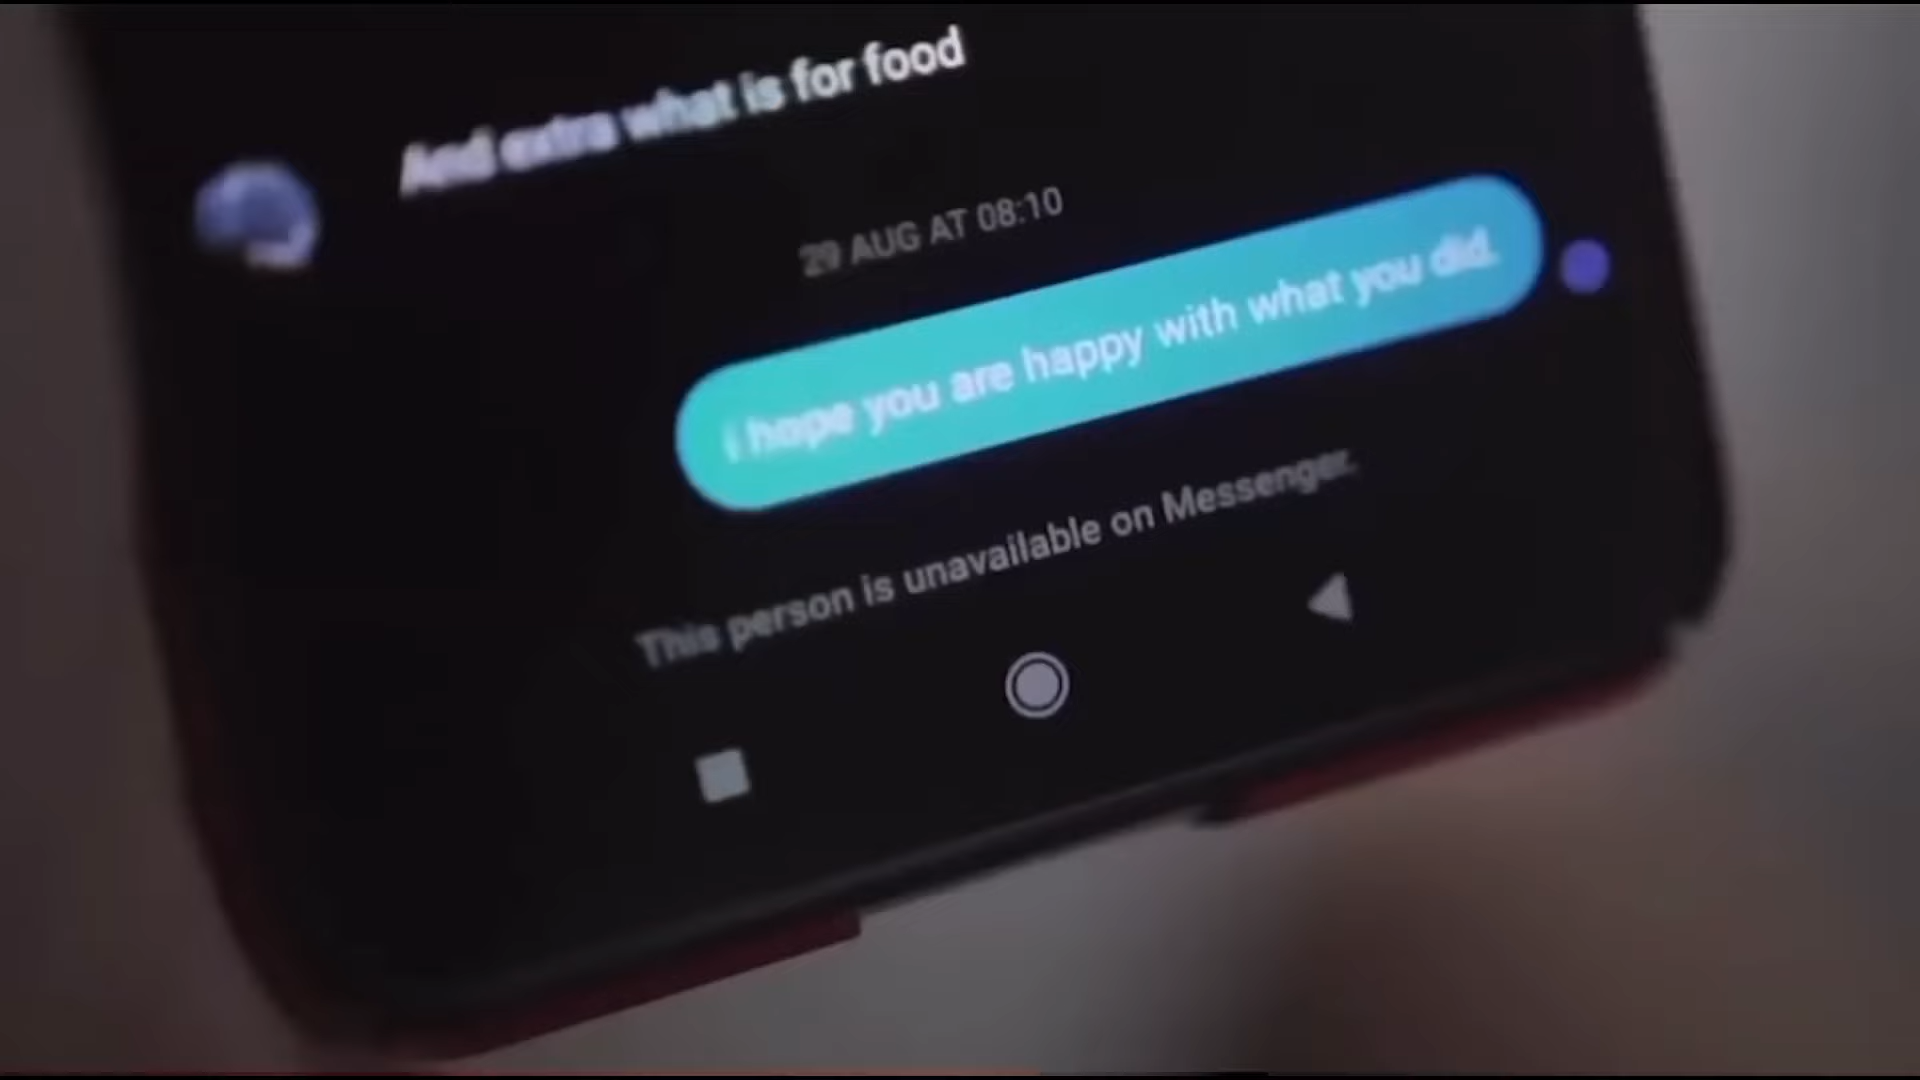 And extra what is for food
29 AUG AT 08:10
i hope you are happy with what you did.
This person is unavailable on Messenger.